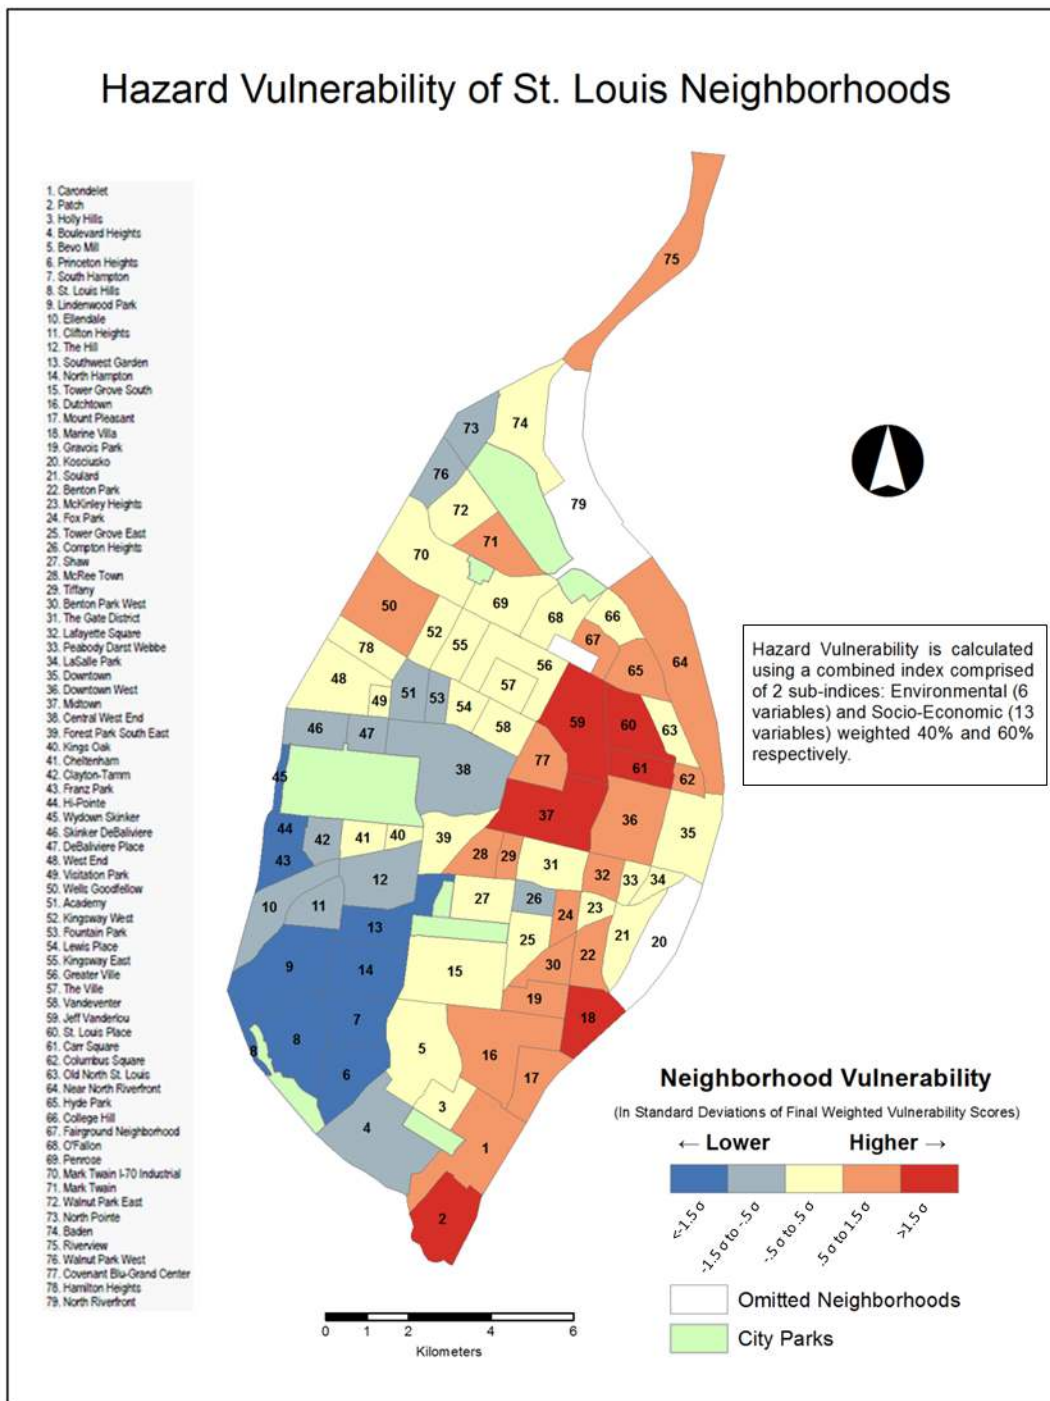 Hazard Vulnerability of St. Louis Neighborhoods
1. Carondelet
2. Patch
3. Holly Hills
4. Boulevard Heights
5. Bevo Mill
6. Princeton Heights
7. South Hampton
8. St. Louis Hills
9. Lindenwood Park
10. Ellendale
11. Clifton Heights
12. The Hill
13. Southwest Garden
14. North Hampton
15. Tower Grove South
16. Dutchtown
17. Mount Pleasant
18. Marine Villa
19. Gravois Park
20. Kosciusko
21. Soulard
22. Benton Park
23. McKinley Heights
24. Fox Park
25. Tower Grove East
26. Compton Heights
27. Shaw
28. McRee Town
29. Tiffany
30. Benton Park West
31. The Gate District
32. Lafayette Square
33. Peabody Darst Webbe
34. LaSalle Park
35. Downtown
36. Downtown West
37. Midtown
38. Central West End
39. Forest Park South East
40. Kings Oak
41. Cheltenham
42. Clayton-Tamm
43. Franz Park
44. Hi-Pointe
45. Wydown Skinker
46. Skinker DeBaliviere
47. DeBaliviere Place
48. West End
49. Visitation Park
50. Wells Goodfellow
51. Academy
52. Kingsway West
53. Fountain Park
54. Lewis Place
55. Kingsway East
56. Greater Ville
57. The Ville
58. Vandeventer
59. Jeff Vanderlou
60. St. Louis Place
61. Carr Square
62. Columbus Square
63. Old North St. Louis
64. Near North Riverfront
65. Hyde Park
66. College Hill
67. Fairground Neighborhood
68. O'Fallon
69. Penrose
70. Mark Twain I-70 Industrial
71. Mark Twain
72. Walnut Park East
73. North Pointe
74. Baden
75. Riverview
76. Walnut Park West
77. Covenant Blu-Grand Center
78. Hamilton Heights
79. North Riverfront
75
73
74
76
79
72
71
70
50
69
68
66
67
52
55
78
56
65
64
48
57
49
51
53
54
59
60
63
58
46
47
38
77
61
62
45
37
36
35
44
42
41
40
39
43
28
29
31
32
33
34
12
10
11
27
26
24
23
13
25
22
21
20
9
14
15
30
19
7
18
8
8
5
16
6
17
3
4
1
2
Hazard Vulnerability is calculated
using a combined index comprised
of 2 sub-indices: Environmental (6
variables) and Socio-Economic (13
variables) weighted 40% and 60%
respectively.
Neighborhood Vulnerability
(In Standard Deviations of Final Weighted Vulnerability Scores)
← Lower Higher →
<-1.5 σ
-1.5 σ to -.5 σ
-.5 σ to .5 σ
.5 σ to 1.5 σ
>1.5 σ
Omitted Neighborhoods
City Parks
0 1 2 4 6
Kilometers